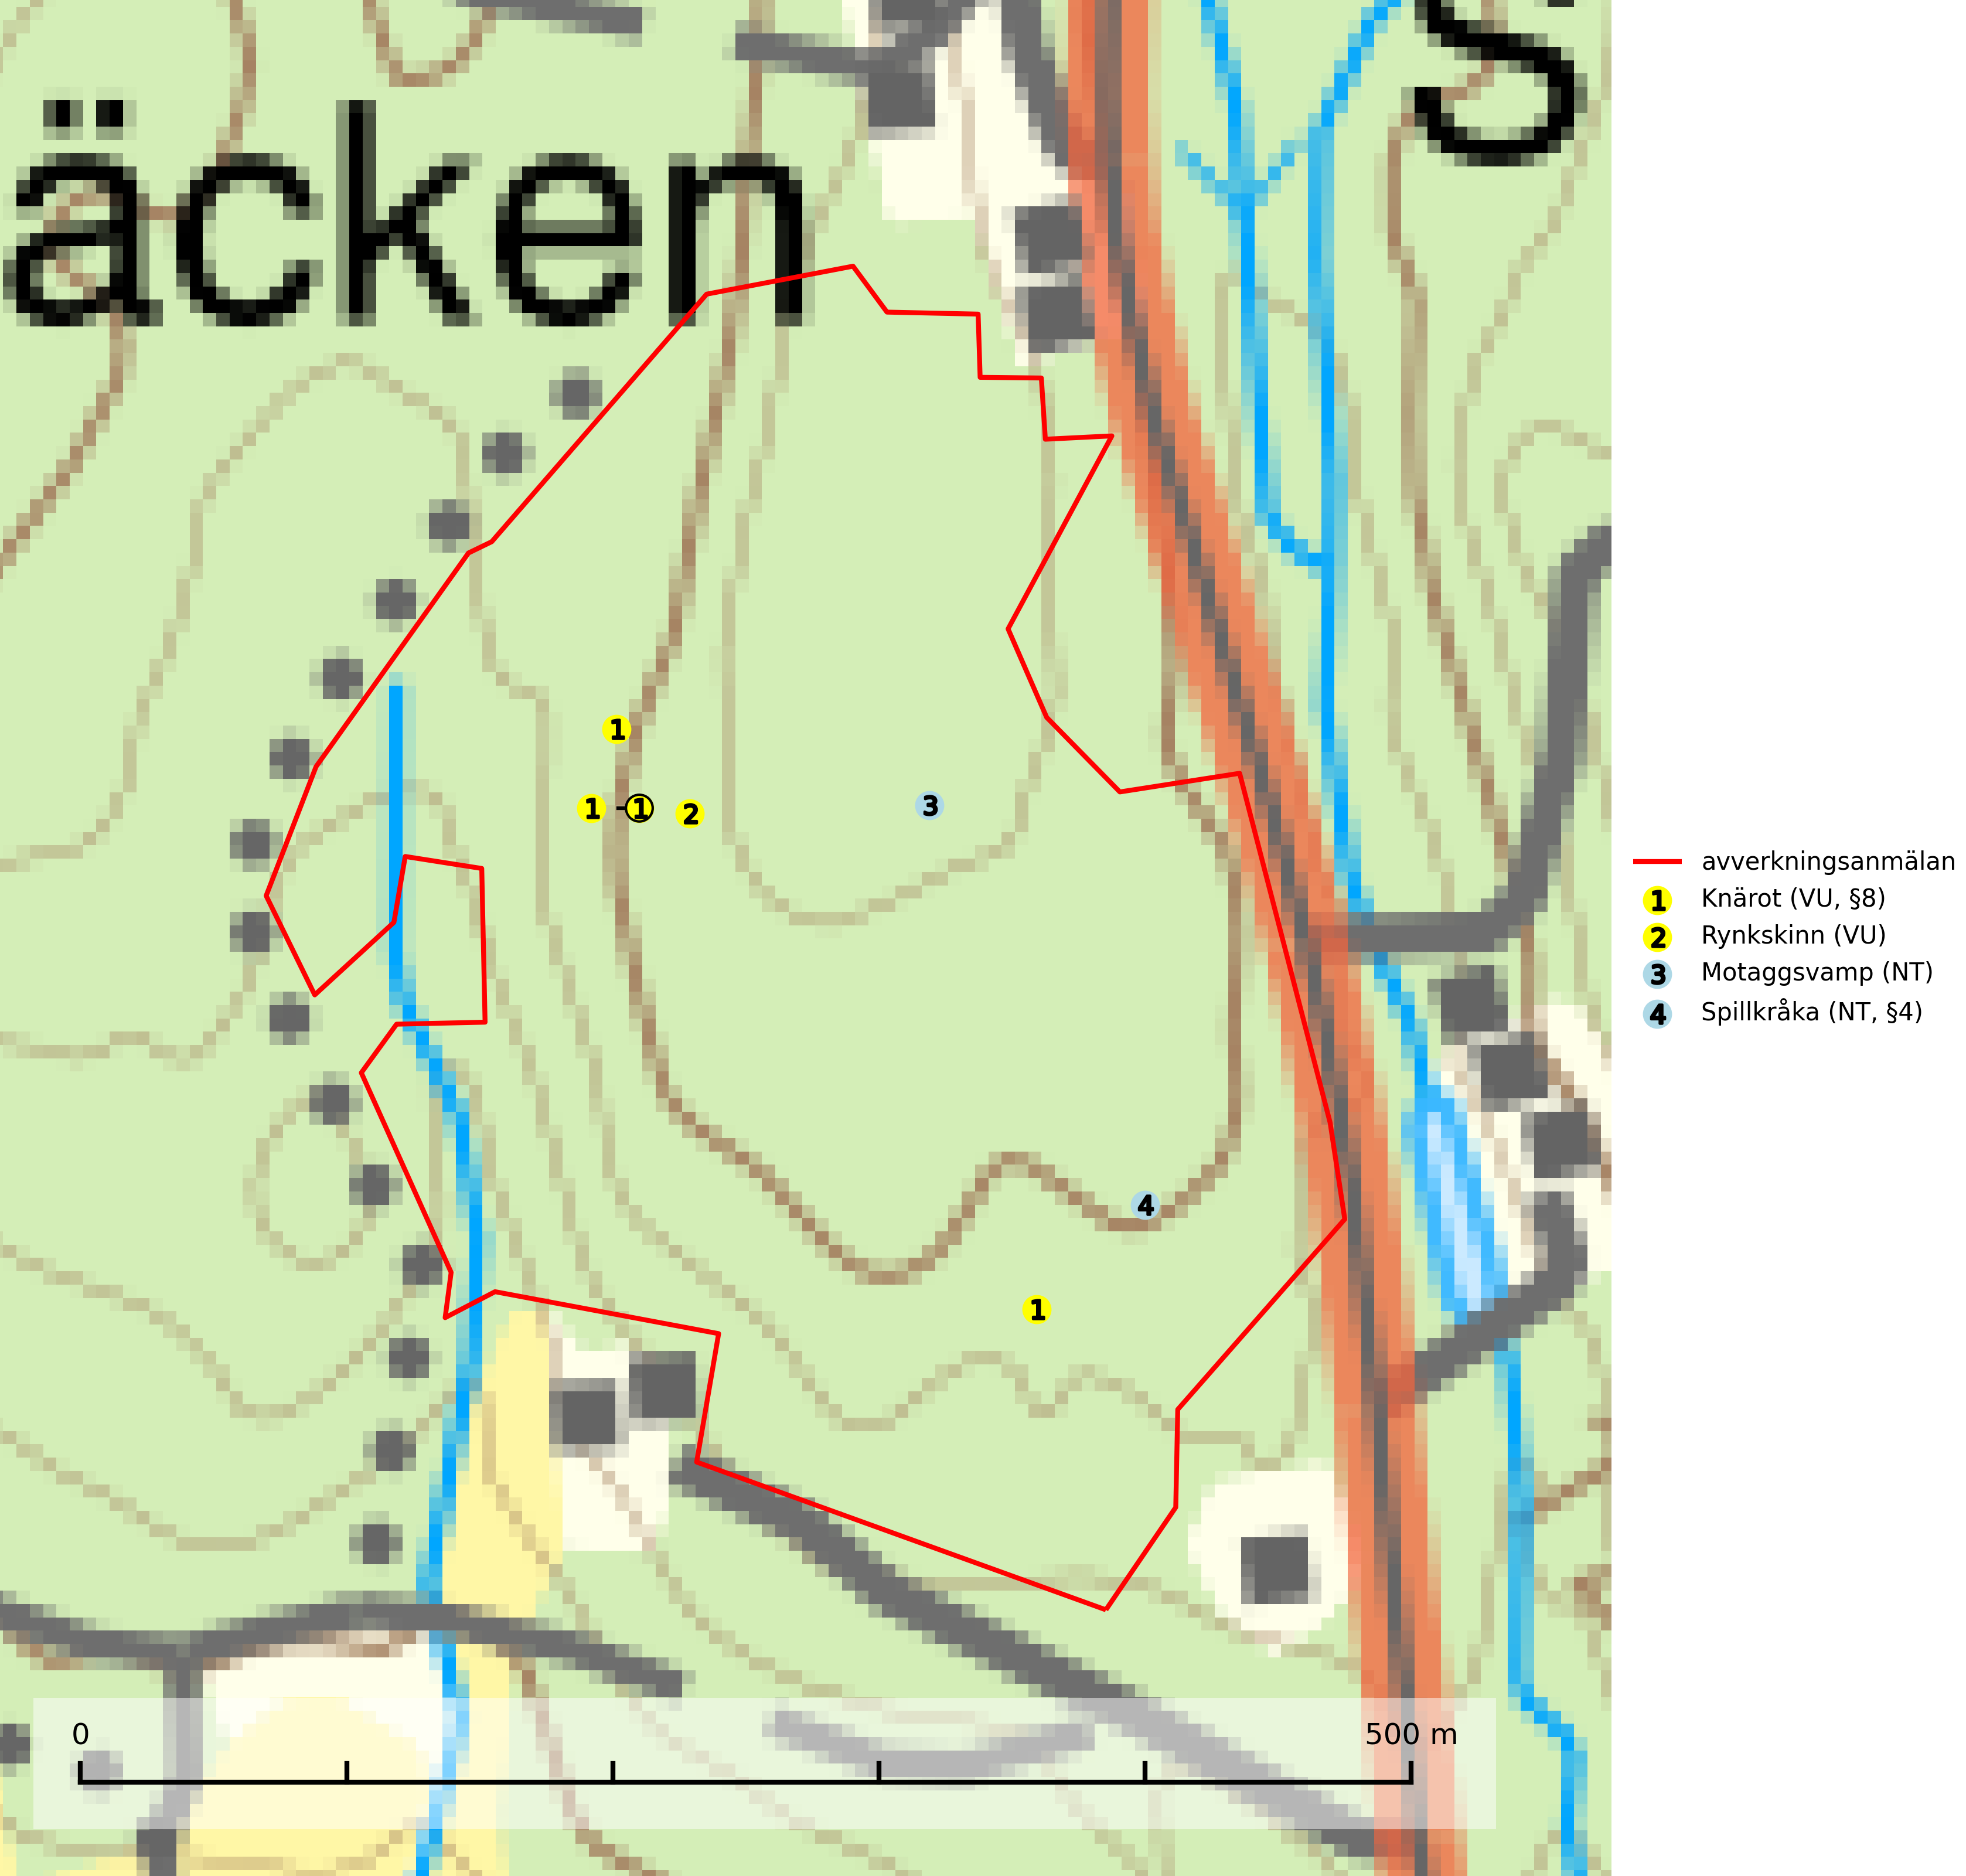 äcken
S
1
1
1
2
3
4
1
avverkningsanmälan
1 Knärot (VU, §8)
2 Rynkskinn (VU)
3 Motaggsvamp (NT)
4 Spillkråka (NT, §4)
0 500 m